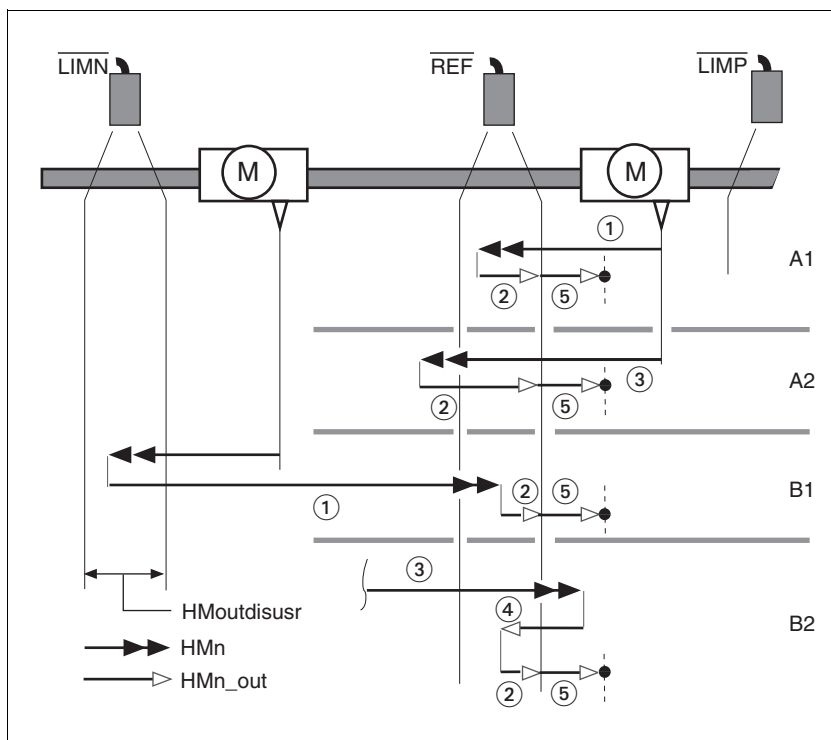 LIMN REF LIMP
M M
①
A1
② ⑤
③
A2
② ⑤
② ⑤
B1
①
③
HMoutdisusr
④
B2
HMn
HMn_out
② ⑤